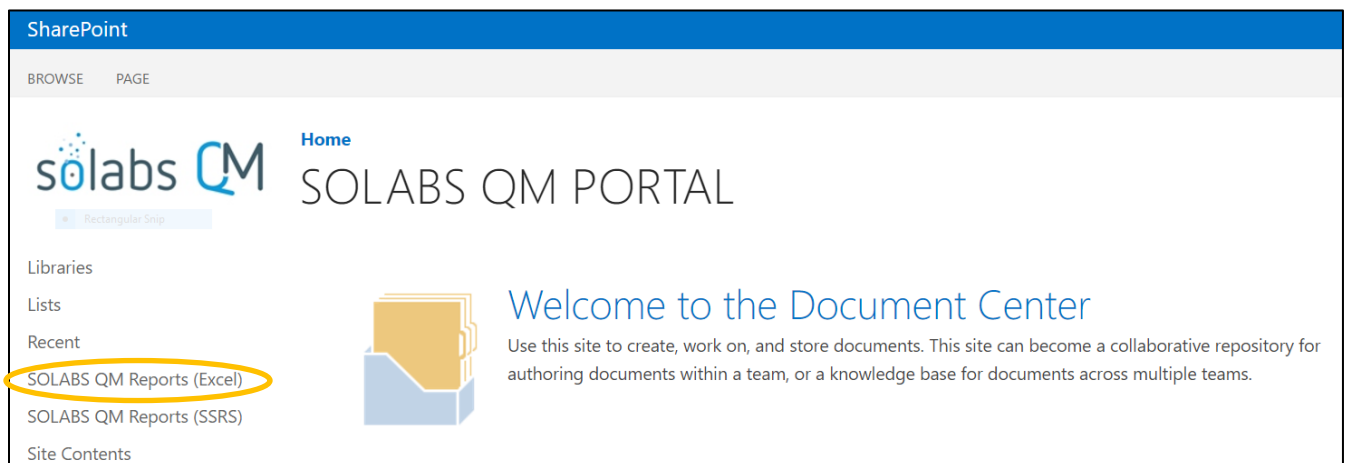 SharePoint
BROWSE PAGE
sölabs QM
Home
SOLABS QM PORTAL
Rectangular Snip
Libraries
Lists
Recent
SOLABS QM Reports (Excel)
SOLABS QM Reports (SSRS)
Site Contents
Welcome to the Document Center
Use this site to create, work on, and store documents. This site can become a collaborative repository for
authoring documents within a team, or a knowledge base for documents across multiple teams.